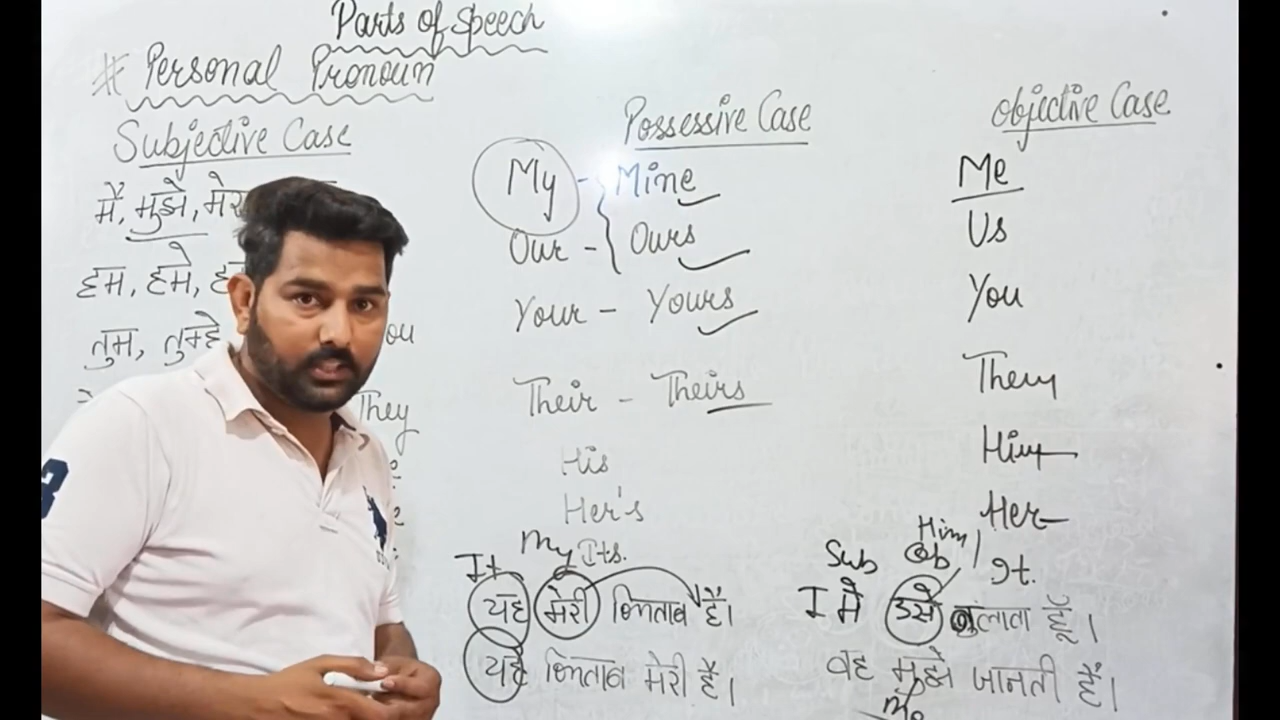 Parts of speech
# Personal Pronoun
Subjective Case
Possessive Case
objective Case
मैं, मुझे, मेरा
My - Mine
Me
हम, हमे,
Our - Ours
Us
तुम, तुम्हे
Your - Yours
You
They
Their - Theirs
Them
His
Him
Her's
Her
Its.
It.
It My
Sub ob Him
यह मेरी किताब है।
I मैं उसे बुलाता हूँ।
यह किताब मेरी है।
वह मुझे जानती है।
Me